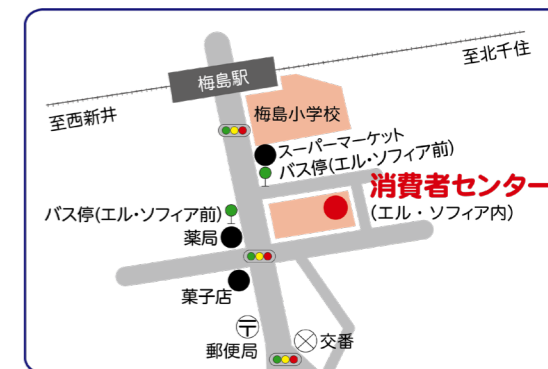 至北千住
梅島駅
至西新井
梅島小学校
スーパーマーケット
バス停(エル・ソフィア前)
消費者センター
(エル・ソフィア内)
バス停(エル・ソフィア前)
薬局
菓子店
郵便局
交番